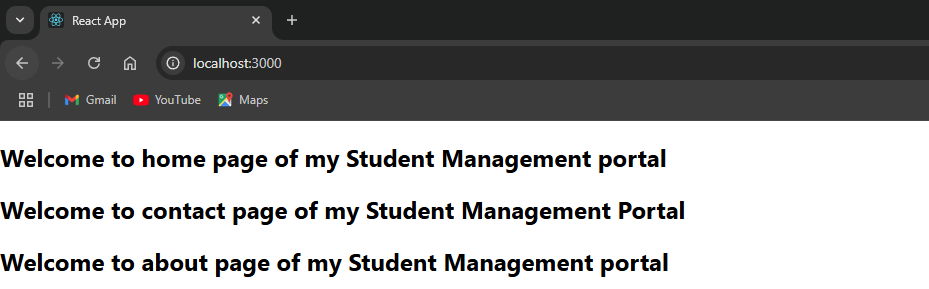 React App
localhost:3000
Gmail YouTube Maps
Welcome to home page of my Student Management portal
Welcome to contact page of my Student Management Portal
Welcome to about page of my Student Management portal